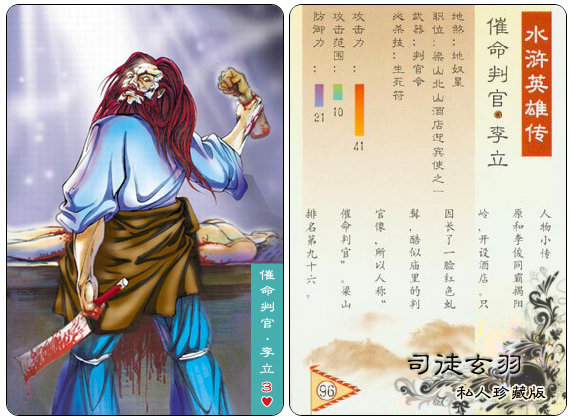 催命判官·李立
3
水浒英雄传
催命判官·李立
地煞：地奴星
职位：梁山北山酒店迎宾使之一
武器：判官令
必杀技：生死符
攻击力：41
攻击范围：10
防御力：21
人物小传
原和李俊同霸揭阳
岭，开设酒店。只
因长了一脸红色虬
髯，酷似庙里的判
官像，所以人称“
催命判官”。梁山
排名第九十六。
96
司徒玄羽
私人珍藏版